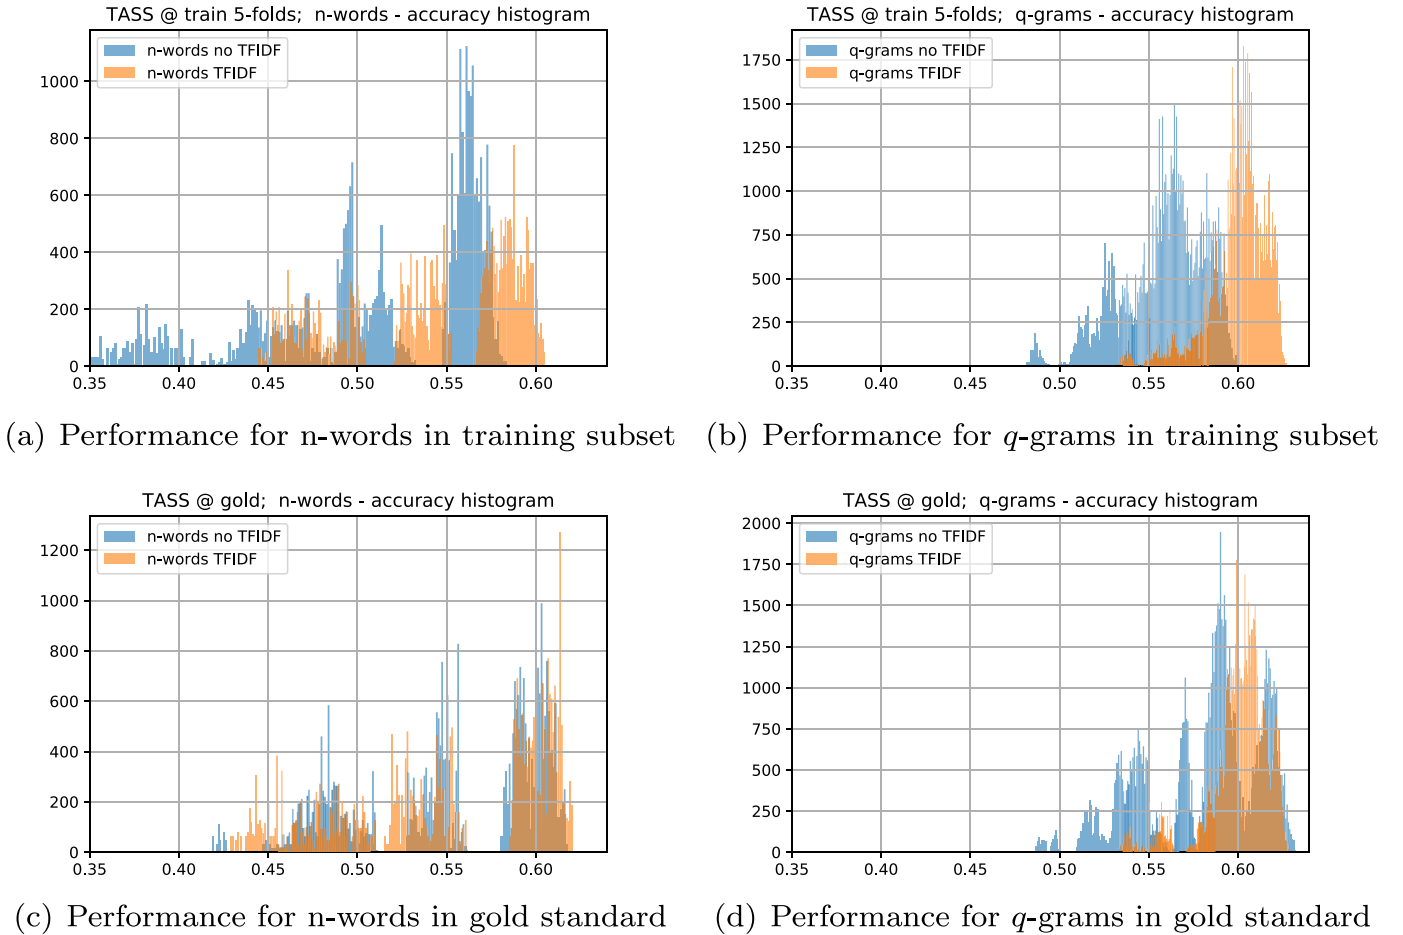 TASS @ train 5-folds;  n-words - accuracy histogram
n-words no TFIDF
n-words TFIDF
1000
800
600
400
200
0
0.35 0.40 0.45 0.50 0.55 0.60
(a) Performance for n-words in training subset
TASS @ train 5-folds;  q-grams - accuracy histogram
q-grams no TFIDF
q-grams TFIDF
1750
1500
1250
1000
750
500
250
0
0.35 0.40 0.45 0.50 0.55 0.60
(b) Performance for q-grams in training subset
TASS @ gold;  n-words - accuracy histogram
n-words no TFIDF
n-words TFIDF
1200
1000
800
600
400
200
0
0.35 0.40 0.45 0.50 0.55 0.60
(c) Performance for n-words in gold standard
TASS @ gold;  q-grams - accuracy histogram
q-grams no TFIDF
q-grams TFIDF
2000
1750
1500
1250
1000
750
500
250
0
0.35 0.40 0.45 0.50 0.55 0.60
(d) Performance for q-grams in gold standard